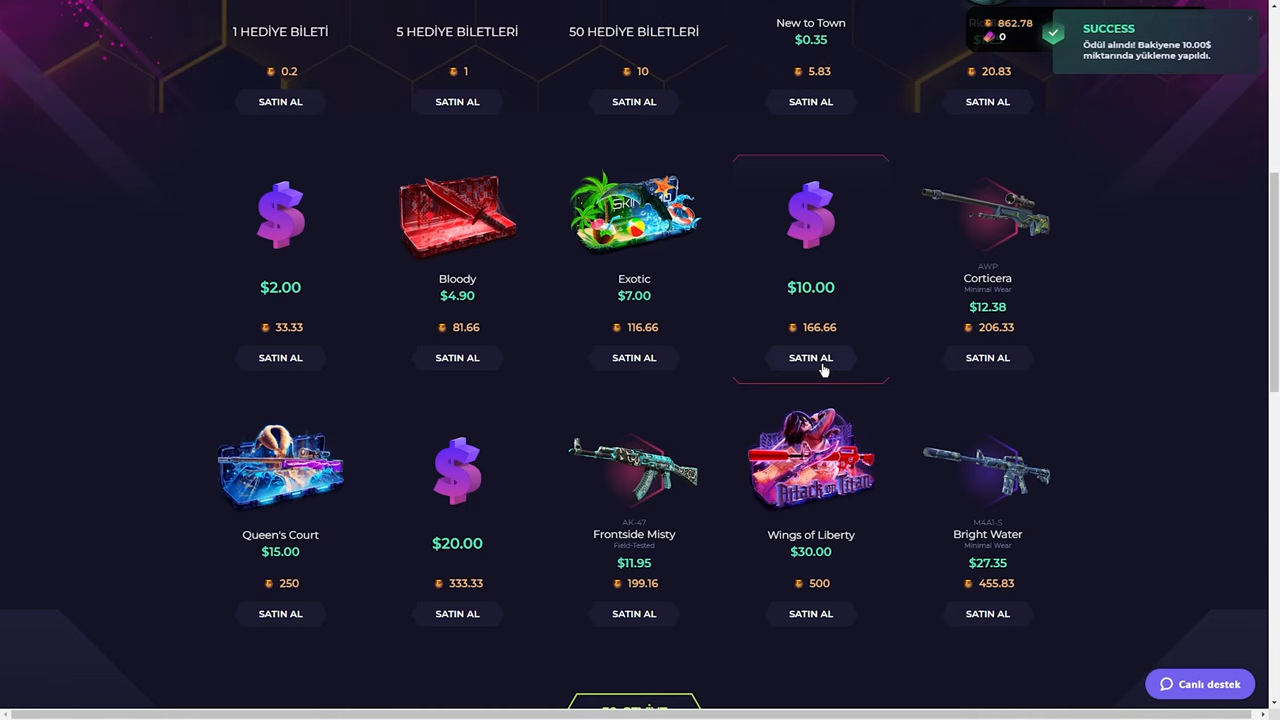 1 HEDİYE BİLETİ
5 HEDİYE BİLETLERİ
50 HEDİYE BİLETLERİ
New to Town
$0.35
862.78
0
SUCCESS
Ödül alındı! Bakiyene 10.00$
miktarında yükleme yapıldı.
0.2
1
10
5.83
20.83
SATIN AL
SATIN AL
SATIN AL
SATIN AL
SATIN AL
$2.00
33.33
SATIN AL
Bloody
$4.90
81.66
SATIN AL
Exotic
$7.00
116.66
SATIN AL
$10.00
166.66
SATIN AL
AWP
Corticera
Minimal Wear
$12.38
206.33
SATIN AL
Queen's Court
$15.00
250
SATIN AL
$20.00
333.33
SATIN AL
AK-47
Frontside Misty
Field-Tested
$11.95
199.16
SATIN AL
Attack on Titan
Wings of Liberty
$30.00
500
SATIN AL
M4A1-S
Bright Water
Minimal Wear
$27.35
455.83
SATIN AL
Canlı destek